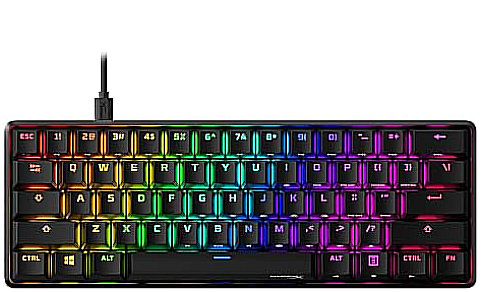 ESC 1! 2@ 3# 4$ 5% 6^ 7& 8* 9( 0) -_ =+
Q W E R T Y U I O P [{ ]} \|
A S D F G H J K L ;: '"
Z X C V B N M ,< .> /?
CTRL ALT ALT CTRL FN